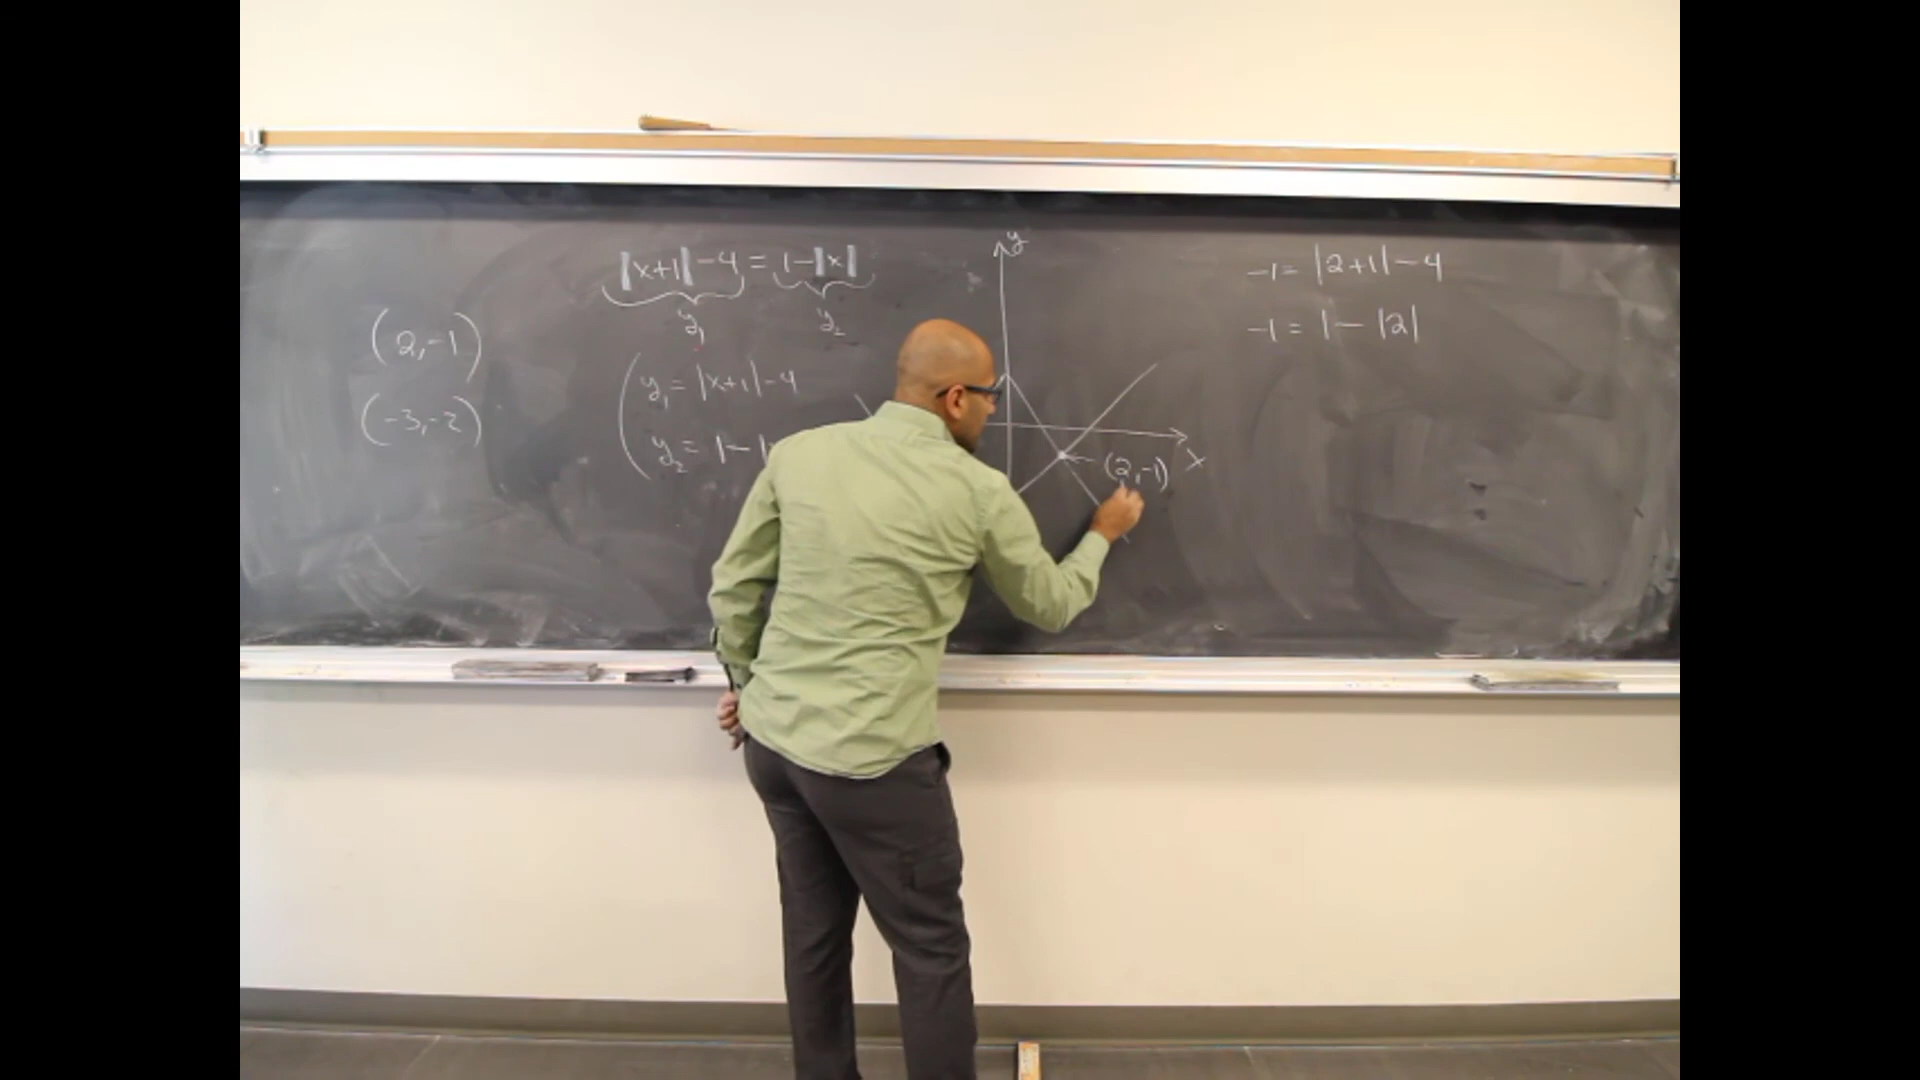 (2,-1)
(-3,-2)
|x+1|-4 = 1-|x|
y₁ y₂
y₁ = |x+1|-4
y₂ = 1-|
y
x
(2,-1)
-1 = |2+1|-4
-1 = 1-|2|